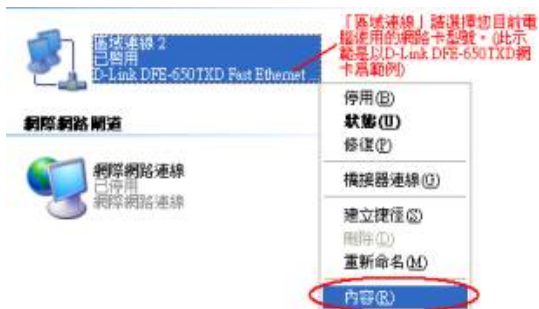 區域連線 2
已啟用
D-Link DFE-650TXD Fast Ethernet ...
「區域連線」請選擇您目前電
腦使用的網路卡型號。(此示
範是以D-Link DFE-650TXD網
卡為範例)
網際網路閘道
網際網路連線
已停用
網際網路連線
停用(B)
狀態(U)
修復(P)
橋接器連線(G)
建立捷徑(S)
刪除(D)
重新命名(M)
內容(R)